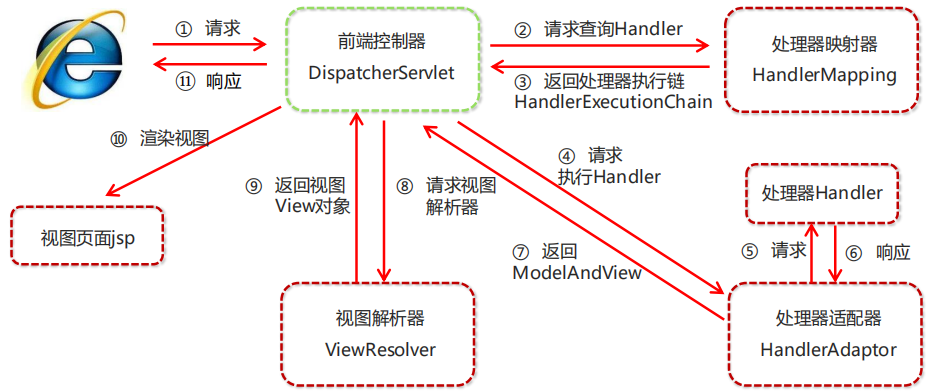 ① 请求
前端控制器
DispatcherServlet
② 请求查询Handler
处理器映射器
HandlerMapping
⑪ 响应
③ 返回处理器执行链
HandlerExecutionChain
⑩ 渲染视图
④ 请求
执行Handler
⑨ 返回视图
View对象
⑧ 请求视图
解析器
处理器Handler
视图页面jsp
⑦ 返回
ModelAndView
⑤ 请求
⑥ 响应
视图解析器
ViewResolver
处理器适配器
HandlerAdaptor